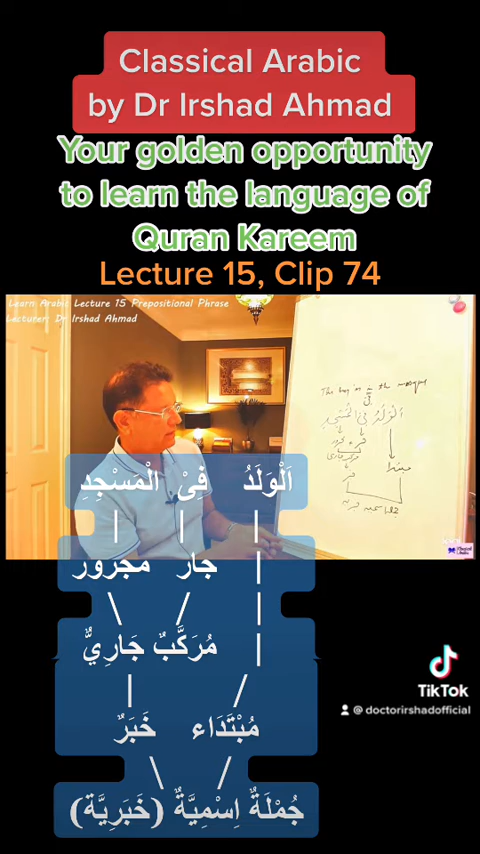 Classical Arabic
by Dr Irshad Ahmad
Your golden opportunity
to learn the language of
Quran Kareem
Lecture 15, Clip 74
Learn Arabic Lecture 15 Prepositional Phrase
Lecturer: Dr Irshad Ahmad
The boy is in the mosque
اَلْوَلَدُ فِي الْمَسْجِدِ
مبتدا
اَلْوَلَدُ فِىْ الْمَسْجِدِ
جار مجرور
مُرَكَّبٌ جَارِيٌّ
مُبْتَدَاء خَبَرٌ
جُمْلَةٌ اِسْمِيَّةٌ (خَبَرِيَّة)
TikTok
@doctorirshadofficial